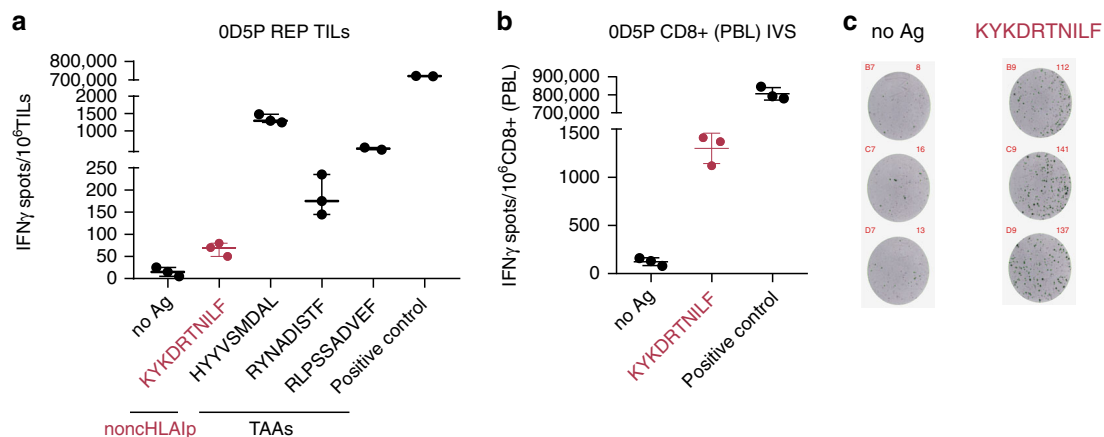 a
0D5P REP TILs
IFNγ spots/10⁶TILs
800,000
700,000
1500
1000
250
200
150
100
50
0
no Ag
KYKDRTNILF
HYYVSMDAL
RYNADISTF
RLPSSADVEF
Positive control
noncHLAIp
TAAs
b
0D5P CD8+ (PBL) IVS
IFNγ spots/10⁶CD8+ (PBL)
900,000
800,000
700,000
1500
1000
500
0
no Ag
KYKDRTNILF
Positive control
c
no Ag
KYKDRTNILF
B7 8
B9 112
C7 16
C9 141
D7 13
D9 137